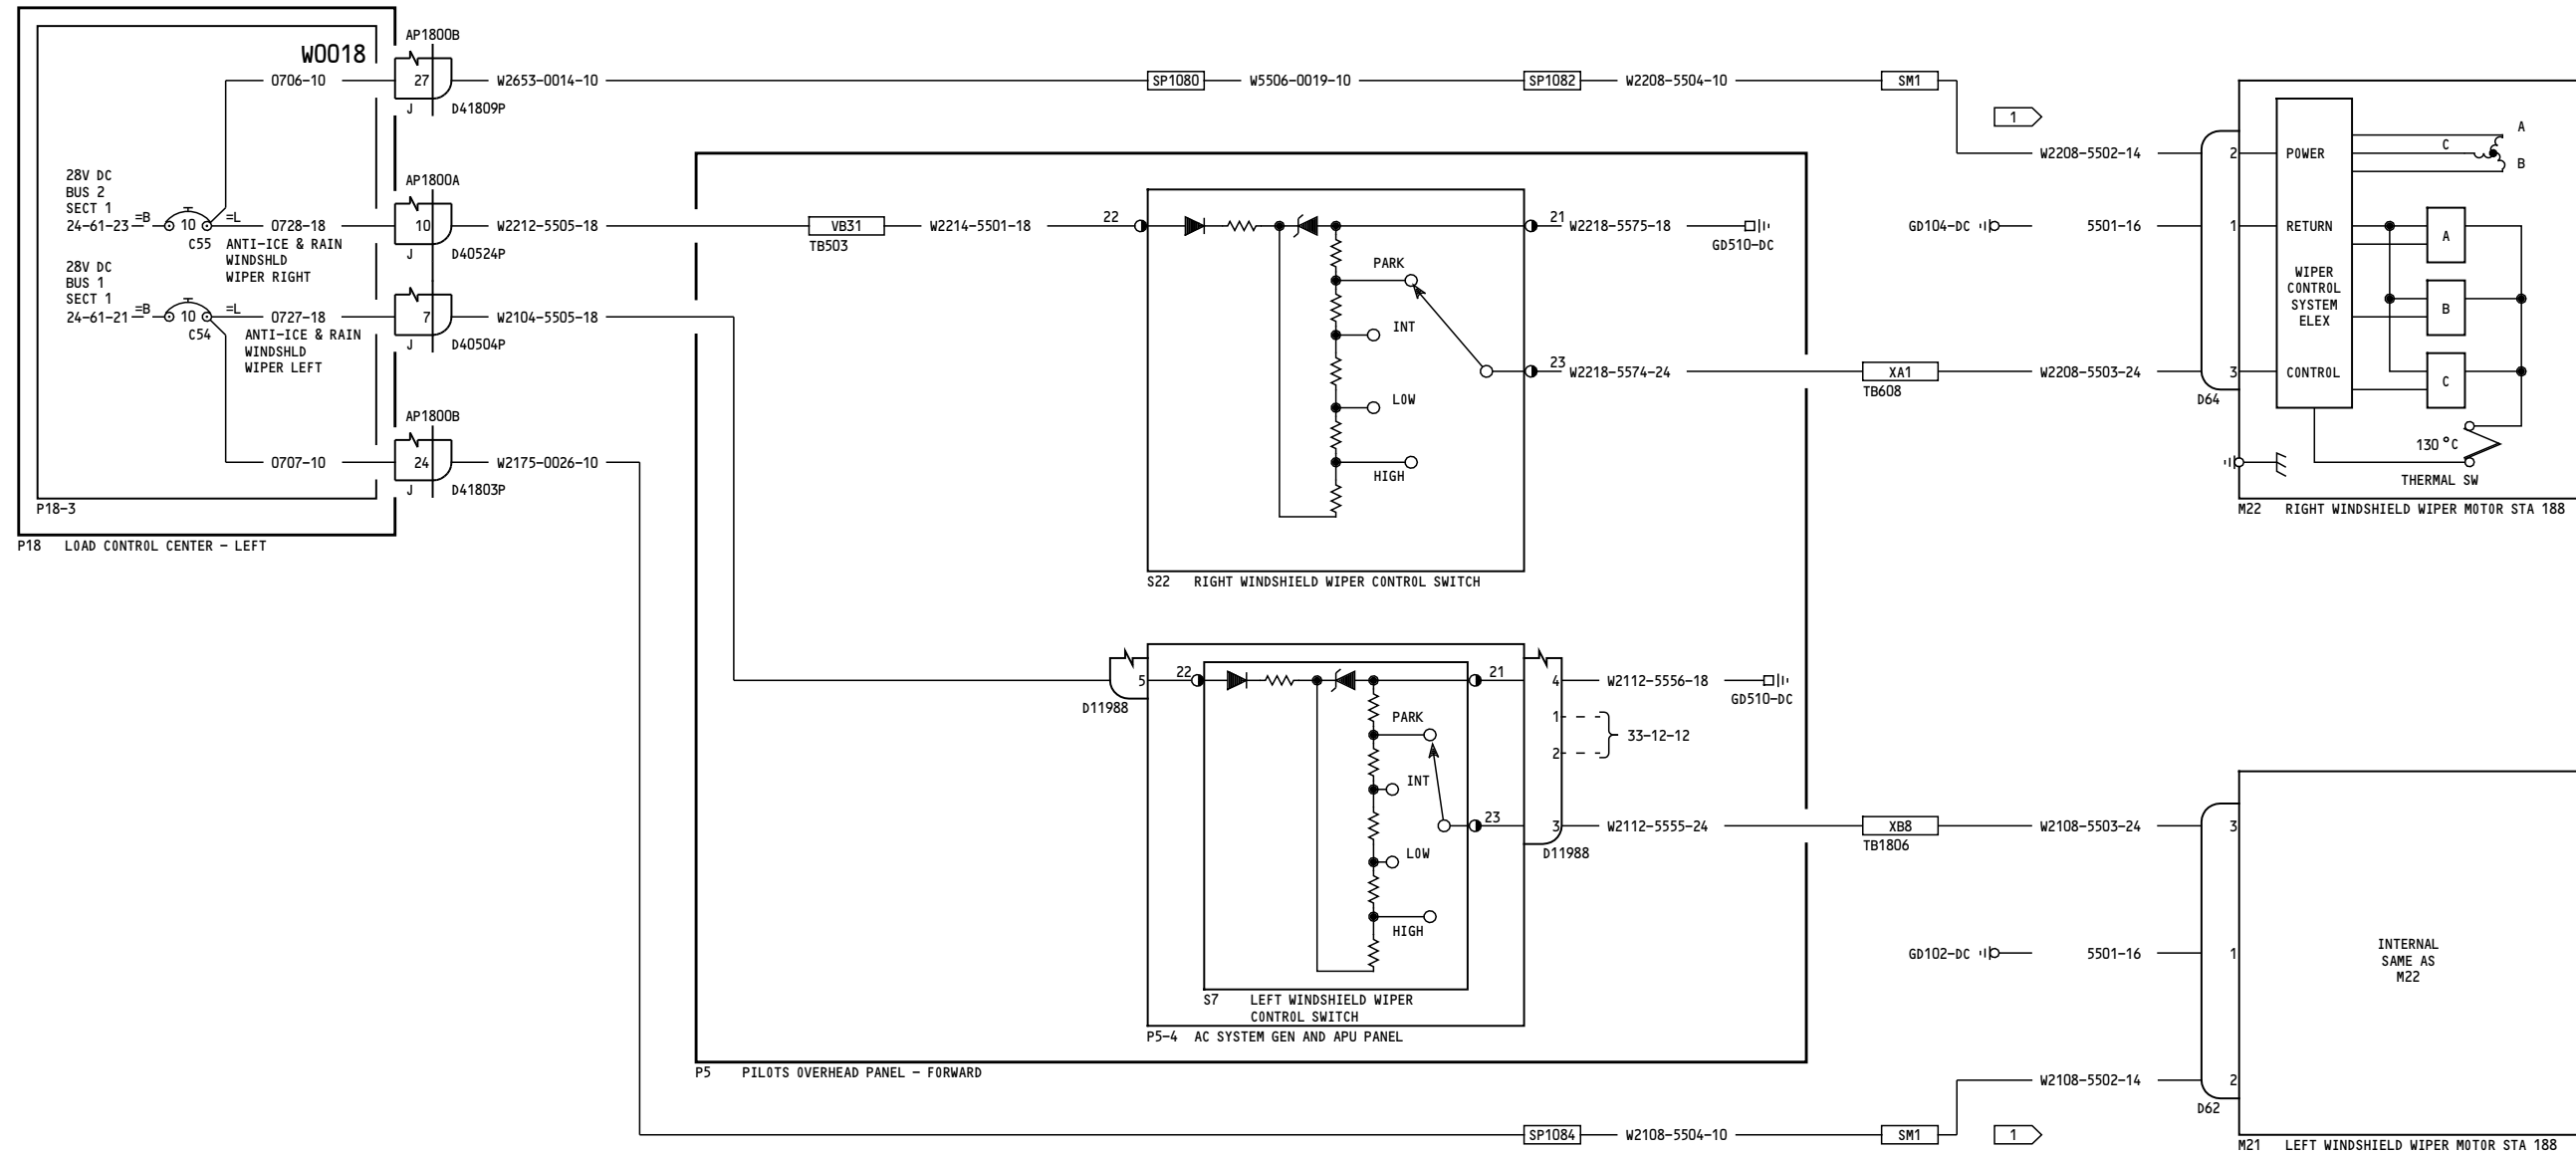 W0018
AP1800B
0706-10
27
W2653-0014-10
SP1080
W5506-0019-10
SP1082
W2208-5504-10
SM1
J
D41809P
1
W2208-5502-14
2
POWER
A
C
B
28V DC
BUS 2
SECT 1
24-61-23
=B
10
=L
C55
0728-18
ANTI-ICE & RAIN
WINDSHLD
WIPER RIGHT
AP1800A
10
W2212-5505-18
J
D40524P
VB31
TB503
W2214-5501-18
22
21
W2218-5575-18
GD510-DC
GD104-DC
5501-16
1
RETURN
A
28V DC
BUS 1
SECT 1
24-61-21
=B
10
=L
C54
0727-18
ANTI-ICE & RAIN
WINDSHLD
WIPER LEFT
7
W2104-5505-18
J
D40504P
PARK
INT
LOW
HIGH
23
W2218-5574-24
XA1
TB608
W2208-5503-24
3
D64
WIPER
CONTROL
SYSTEM
ELEX
CONTROL
B
C
130 °C
THERMAL SW
M22 RIGHT WINDSHIELD WIPER MOTOR STA 188
AP1800B
0707-10
24
W2175-0026-10
J
D41803P
P18-3
P18 LOAD CONTROL CENTER - LEFT
S22 RIGHT WINDSHIELD WIPER CONTROL SWITCH
5
D11988
22
21
4
W2112-5556-18
GD510-DC
PARK
1
2
33-12-12
INT
23
3
W2112-5555-24
D11988
LOW
HIGH
XB8
TB1806
W2108-5503-24
3
S7 LEFT WINDSHIELD WIPER
CONTROL SWITCH
P5-4 AC SYSTEM GEN AND APU PANEL
P5 PILOTS OVERHEAD PANEL - FORWARD
GD102-DC
5501-16
1
INTERNAL
SAME AS
M22
W2108-5502-14
2
D62
SP1084
W2108-5504-10
SM1
1
M21 LEFT WINDSHIELD WIPER MOTOR STA 188